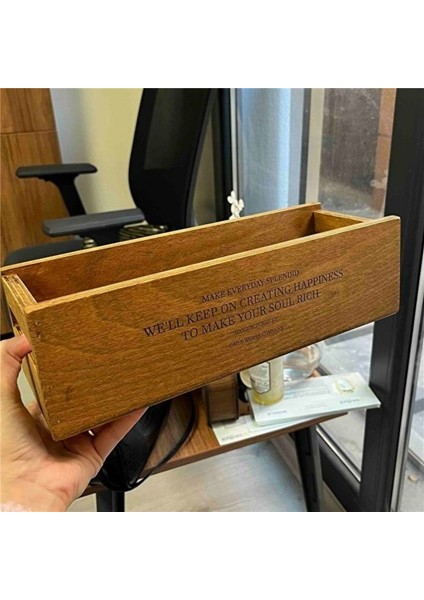 MAKE EVERYDAY SPLENDID
WE'LL KEEP ON CREATING HAPPINESS
TO MAKE YOUR SOUL RICH